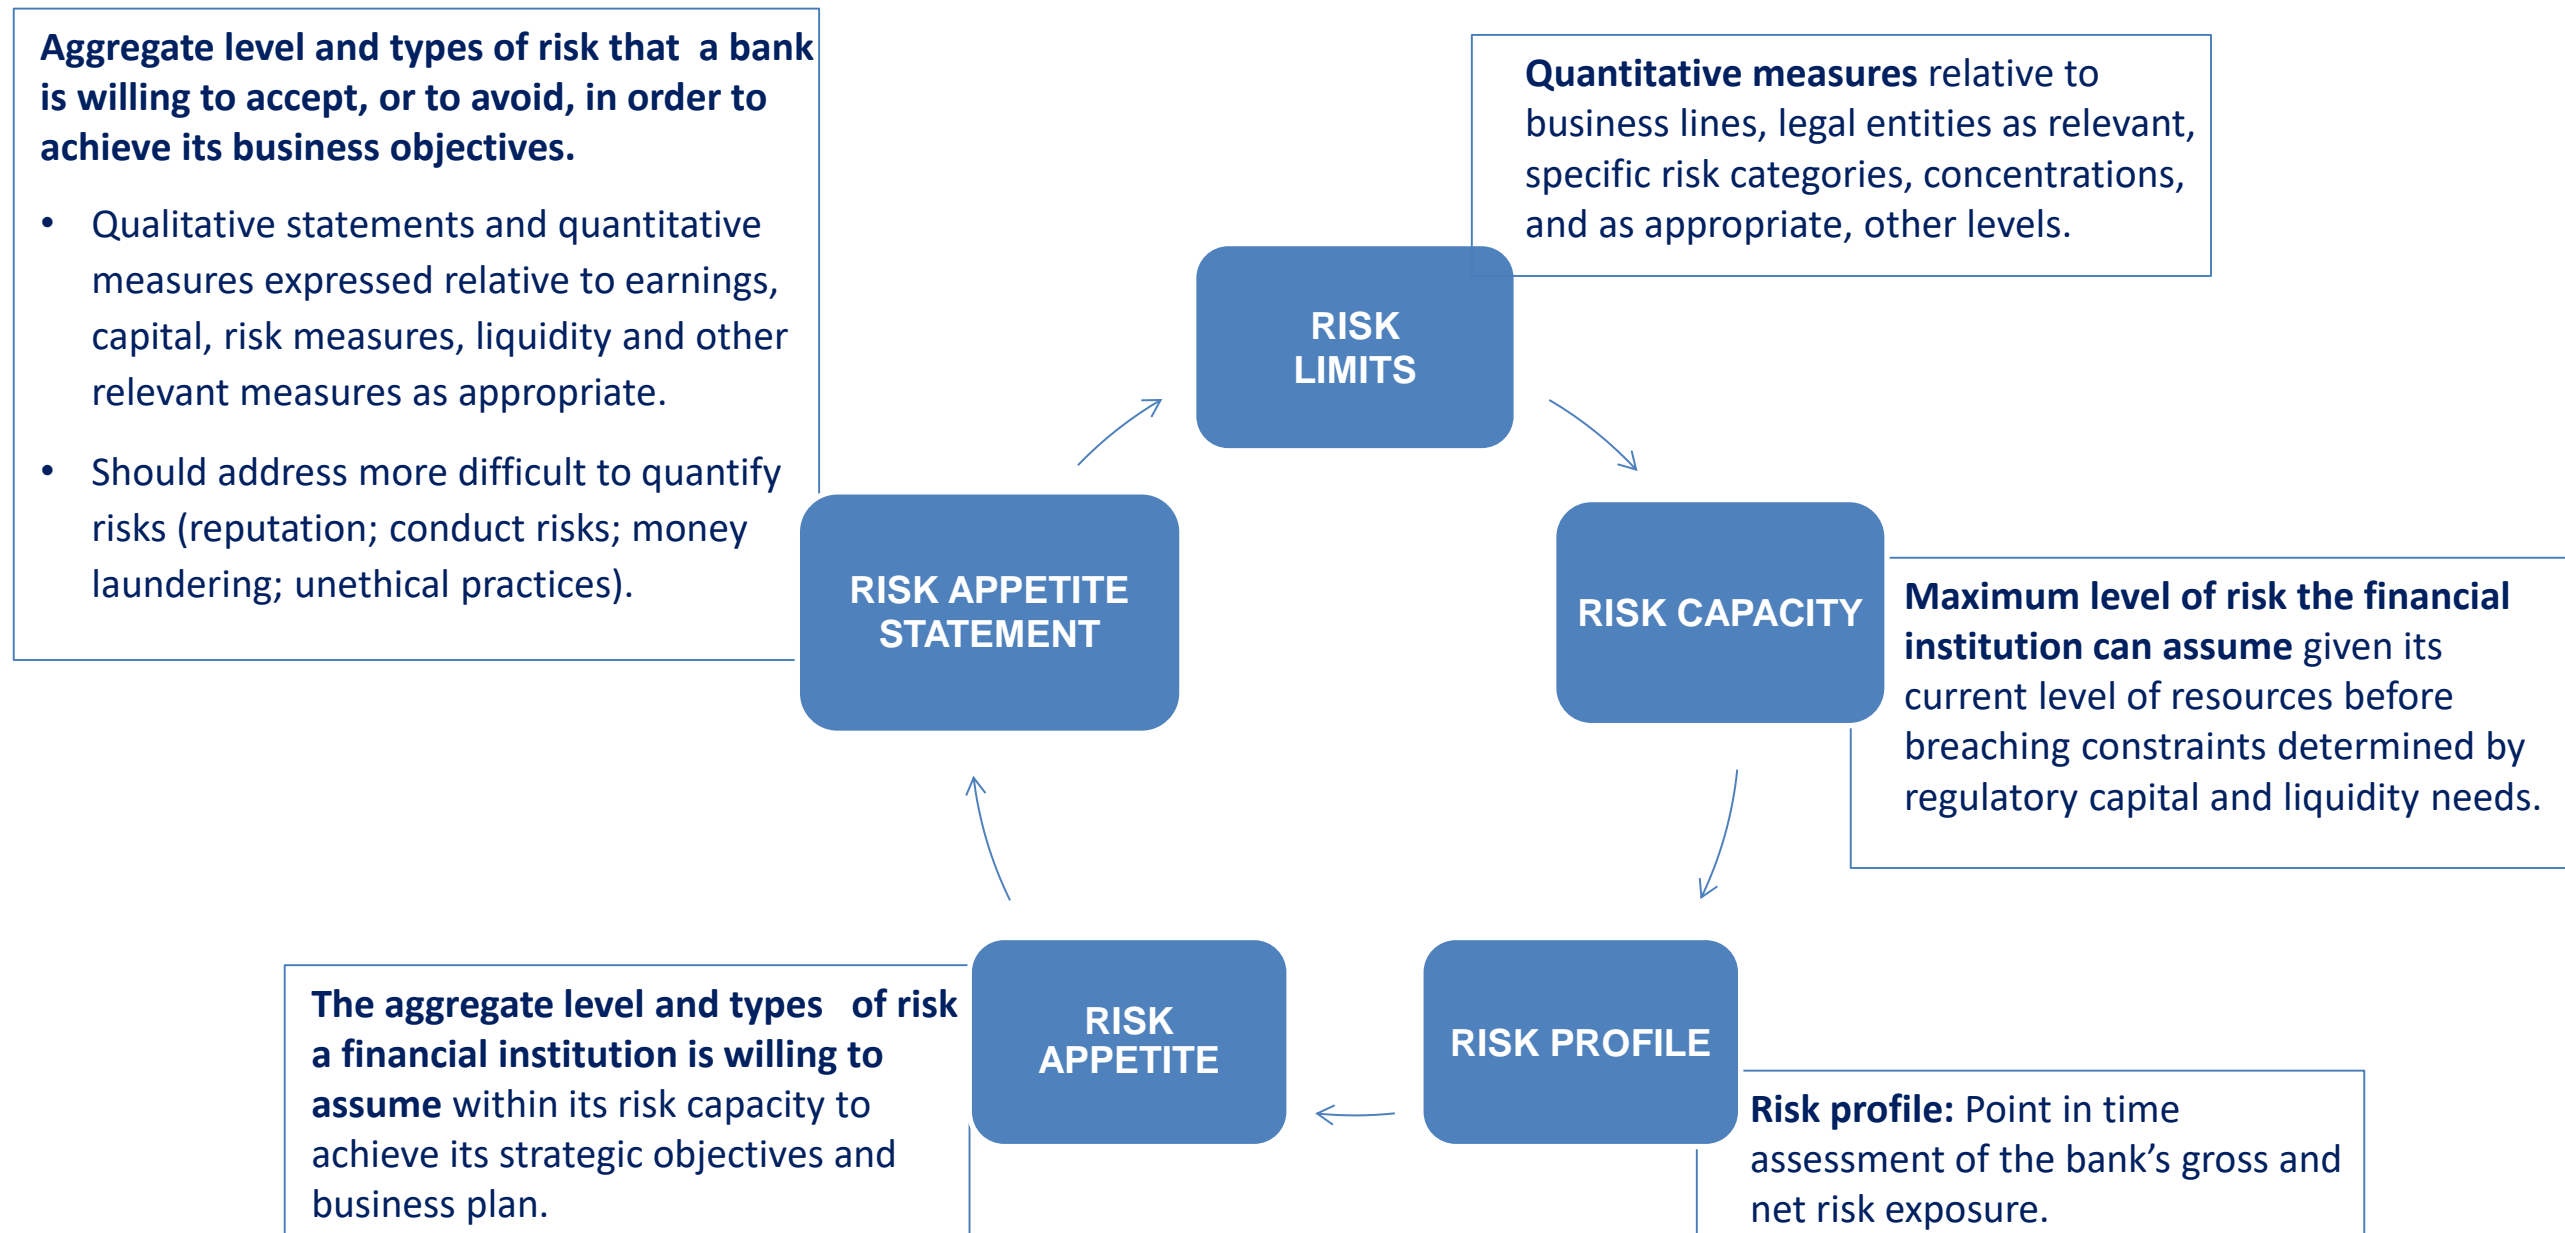 Aggregate level and types of risk that a bank
is willing to accept, or to avoid, in order to
achieve its business objectives.
• Qualitative statements and quantitative
measures expressed relative to earnings,
capital, risk measures, liquidity and other
relevant measures as appropriate.
• Should address more difficult to quantify
risks (reputation; conduct risks; money
laundering; unethical practices).
Quantitative measures relative to
business lines, legal entities as relevant,
specific risk categories, concentrations,
and as appropriate, other levels.
RISK
LIMITS
RISK APPETITE
STATEMENT
RISK CAPACITY
Maximum level of risk the financial
institution can assume given its
current level of resources before
breaching constraints determined by
regulatory capital and liquidity needs.
The aggregate level and types of risk
a financial institution is willing to
assume within its risk capacity to
achieve its strategic objectives and
business plan.
RISK
APPETITE
RISK PROFILE
Risk profile: Point in time
assessment of the bank’s gross and
net risk exposure.